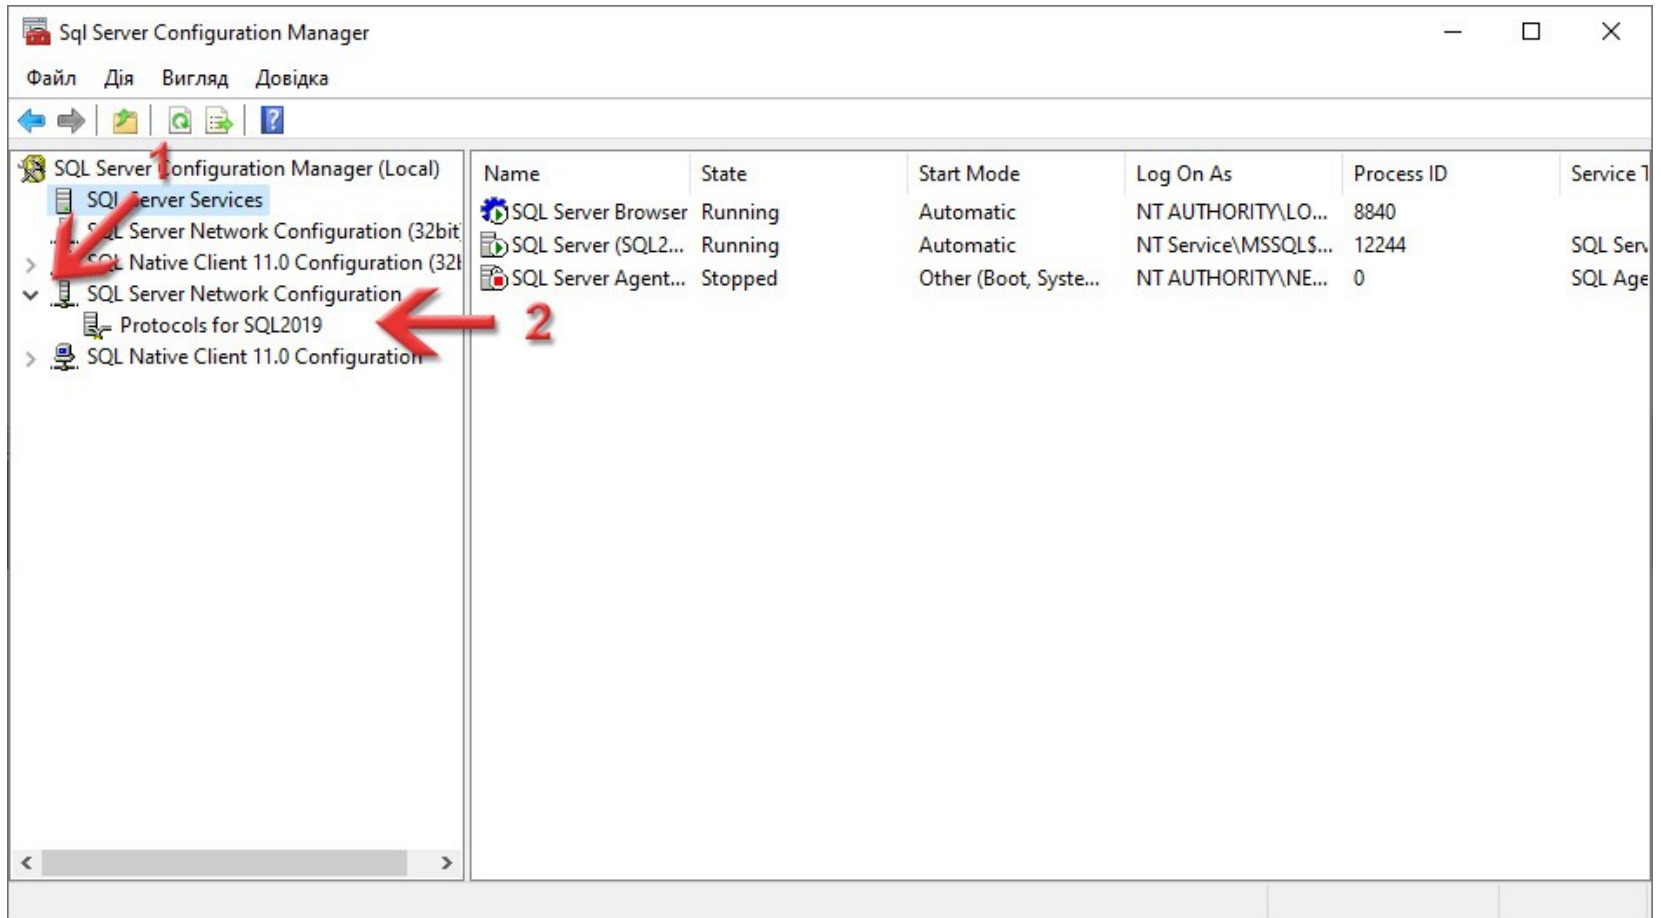 Sql Server Configuration Manager
Файл Дія Вигляд Довідка
1
SQL Server Configuration Manager (Local)
SQL Server Services
SQL Server Network Configuration (32bit
SQL Native Client 11.0 Configuration (32b
SQL Server Network Configuration
Protocols for SQL2019
SQL Native Client 11.0 Configuration
2
Name State Start Mode Log On As Process ID Service T
SQL Server Browser Running Automatic NT AUTHORITY\LO... 8840
SQL Server (SQL2... Running Automatic NT Service\MSSQL$... 12244 SQL Serv
SQL Server Agent... Stopped Other (Boot, Syste... NT AUTHORITY\NE... 0 SQL Age